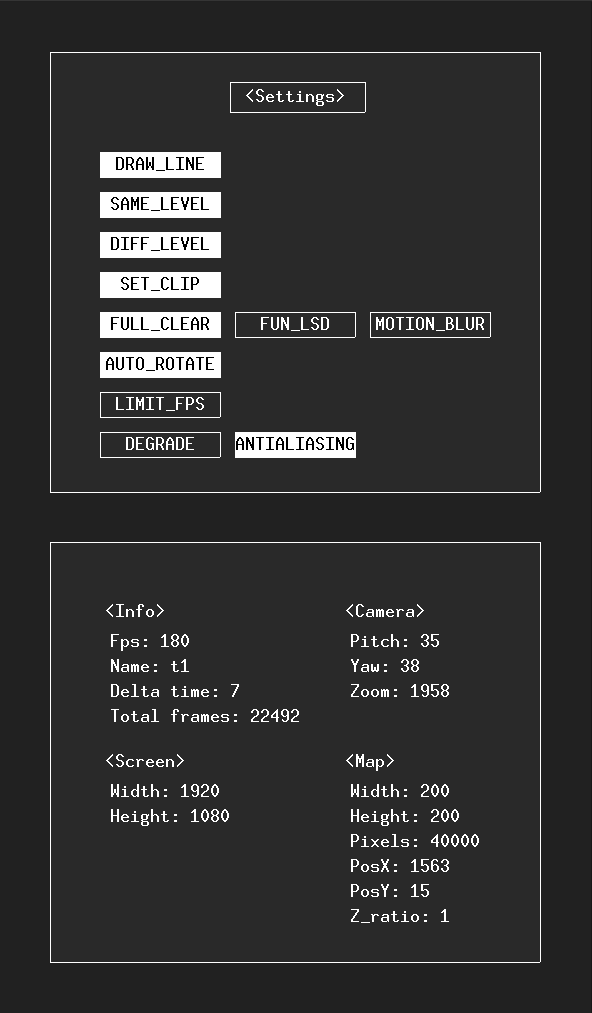 <Settings>
DRAW_LINE
SAME_LEVEL
DIFF_LEVEL
SET_CLIP
FULL_CLEAR FUN_LSD MOTION_BLUR
AUTO_ROTATE
LIMIT_FPS
DEGRADE ANTIALIASING
<Info>
Fps: 180
Name: t1
Delta time: 7
Total frames: 22492
<Camera>
Pitch: 35
Yaw: 38
Zoom: 1958
<Screen>
Width: 1920
Height: 1080
<Map>
Width: 200
Height: 200
Pixels: 40000
PosX: 1563
PosY: 15
Z_ratio: 1